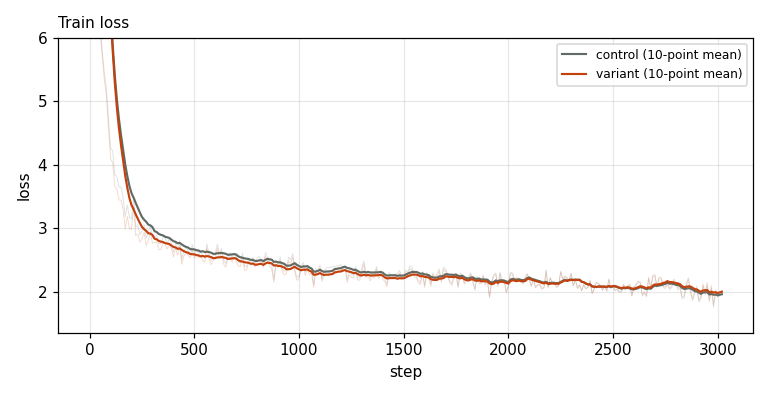 Train loss
control (10-point mean)
variant (10-point mean)
6
5
4
3
2
loss
0 500 1000 1500 2000 2500 3000
step